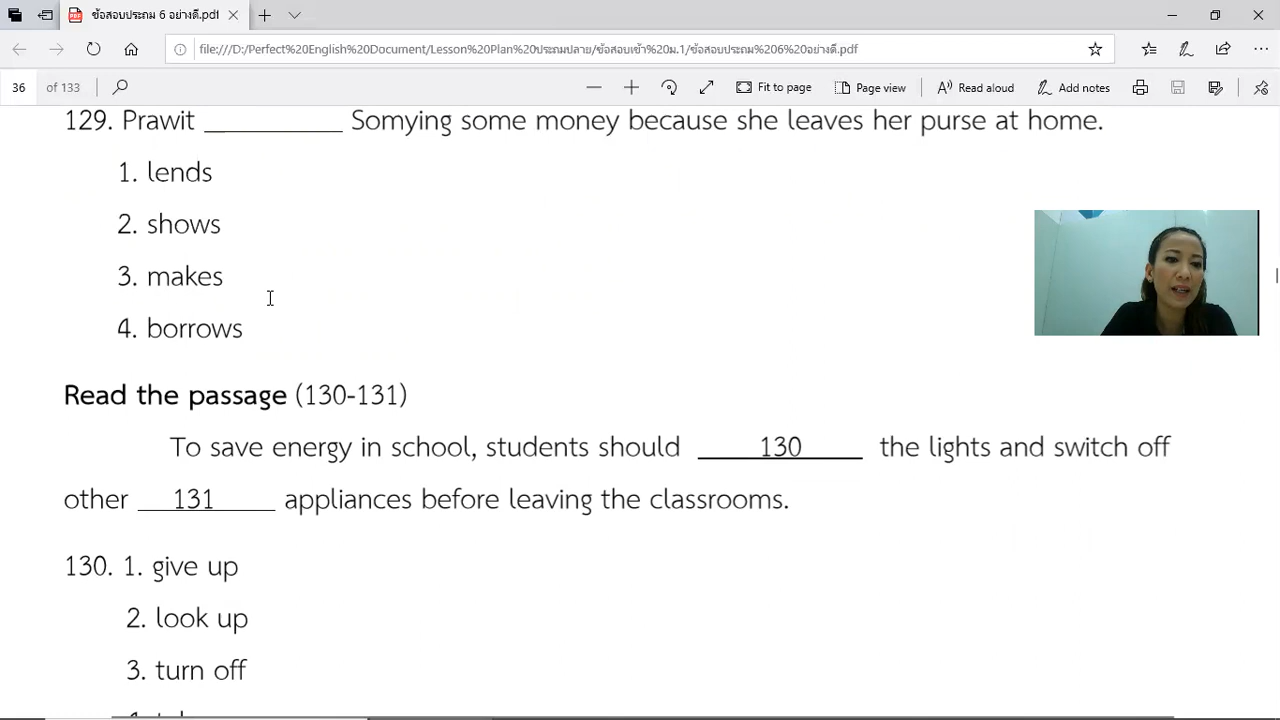 ข้อสอบประถม 6 อย่างดี.pdf
file:///D:/Perfect%20English%20Document/Lesson%20Plan%20ประถมปลาย/ข้อสอบเข้า%20ม.1/ข้อสอบประถม%206%20อย่างดี.pdf
36 of 133 Fit to page Page view Read aloud Add notes
129. Prawit __________ Somying some money because she leaves her purse at home.
1. lends
2. shows
3. makes
4. borrows
Read the passage (130-131)
To save energy in school, students should ____130____ the lights and switch off
other __131____ appliances before leaving the classrooms.
130. 1. give up
2. look up
3. turn off